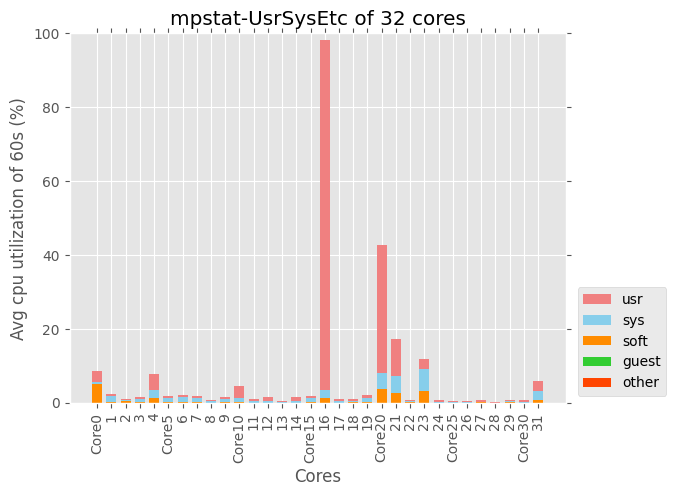 mpstat-UsrSysEtc of 32 cores
Avg cpu utilization of 60s (%)
100
80
60
40
20
0
Core0 1 2 3 4 Core5 6 7 8 9 Core10 11 12 13 14 Core15 16 17 18 19 Core20 21 22 23 24 Core25 26 27 28 29 Core30 31
Cores
usr
sys
soft
guest
other